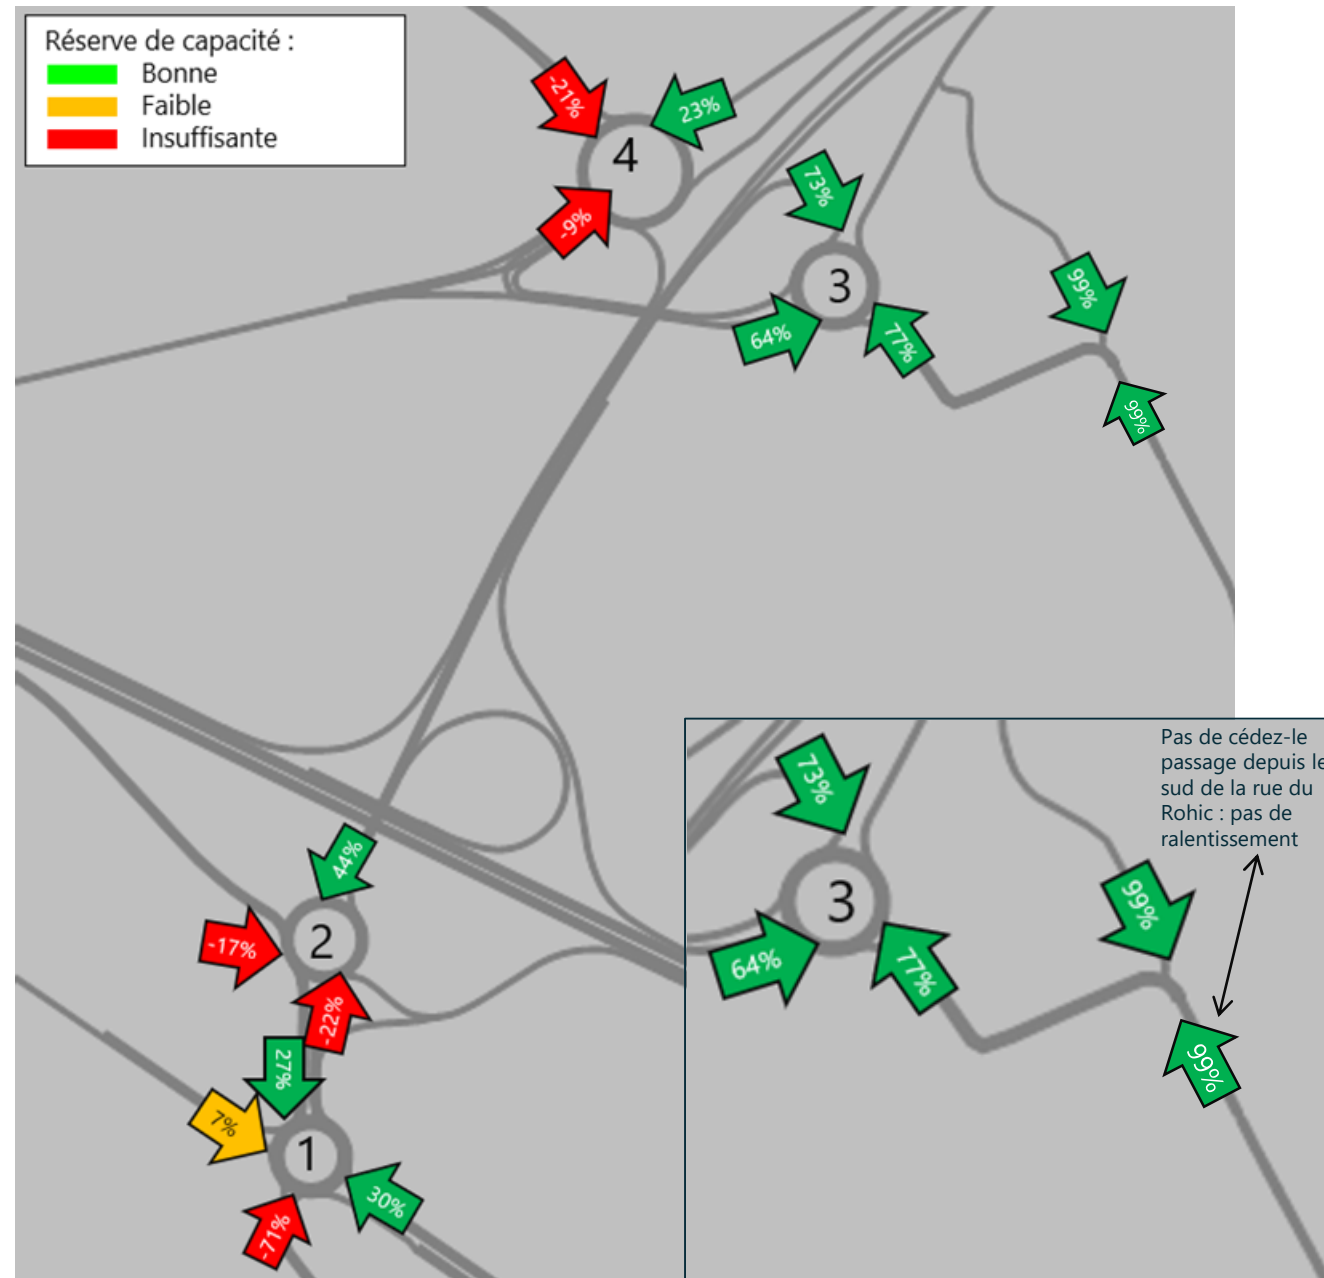 Réserve de capacité :
Bonne
Faible
Insuffisante
-21%
23%
4
-9%
73%
3
64%
77%
99%
99%
44%
2
-17%
-22%
27%
7%
1
30%
-71%
Pas de cédez-le
passage depuis le
sud de la rue du
Rohic : pas de
ralentissement
73%
3
64%
77%
99%
99%